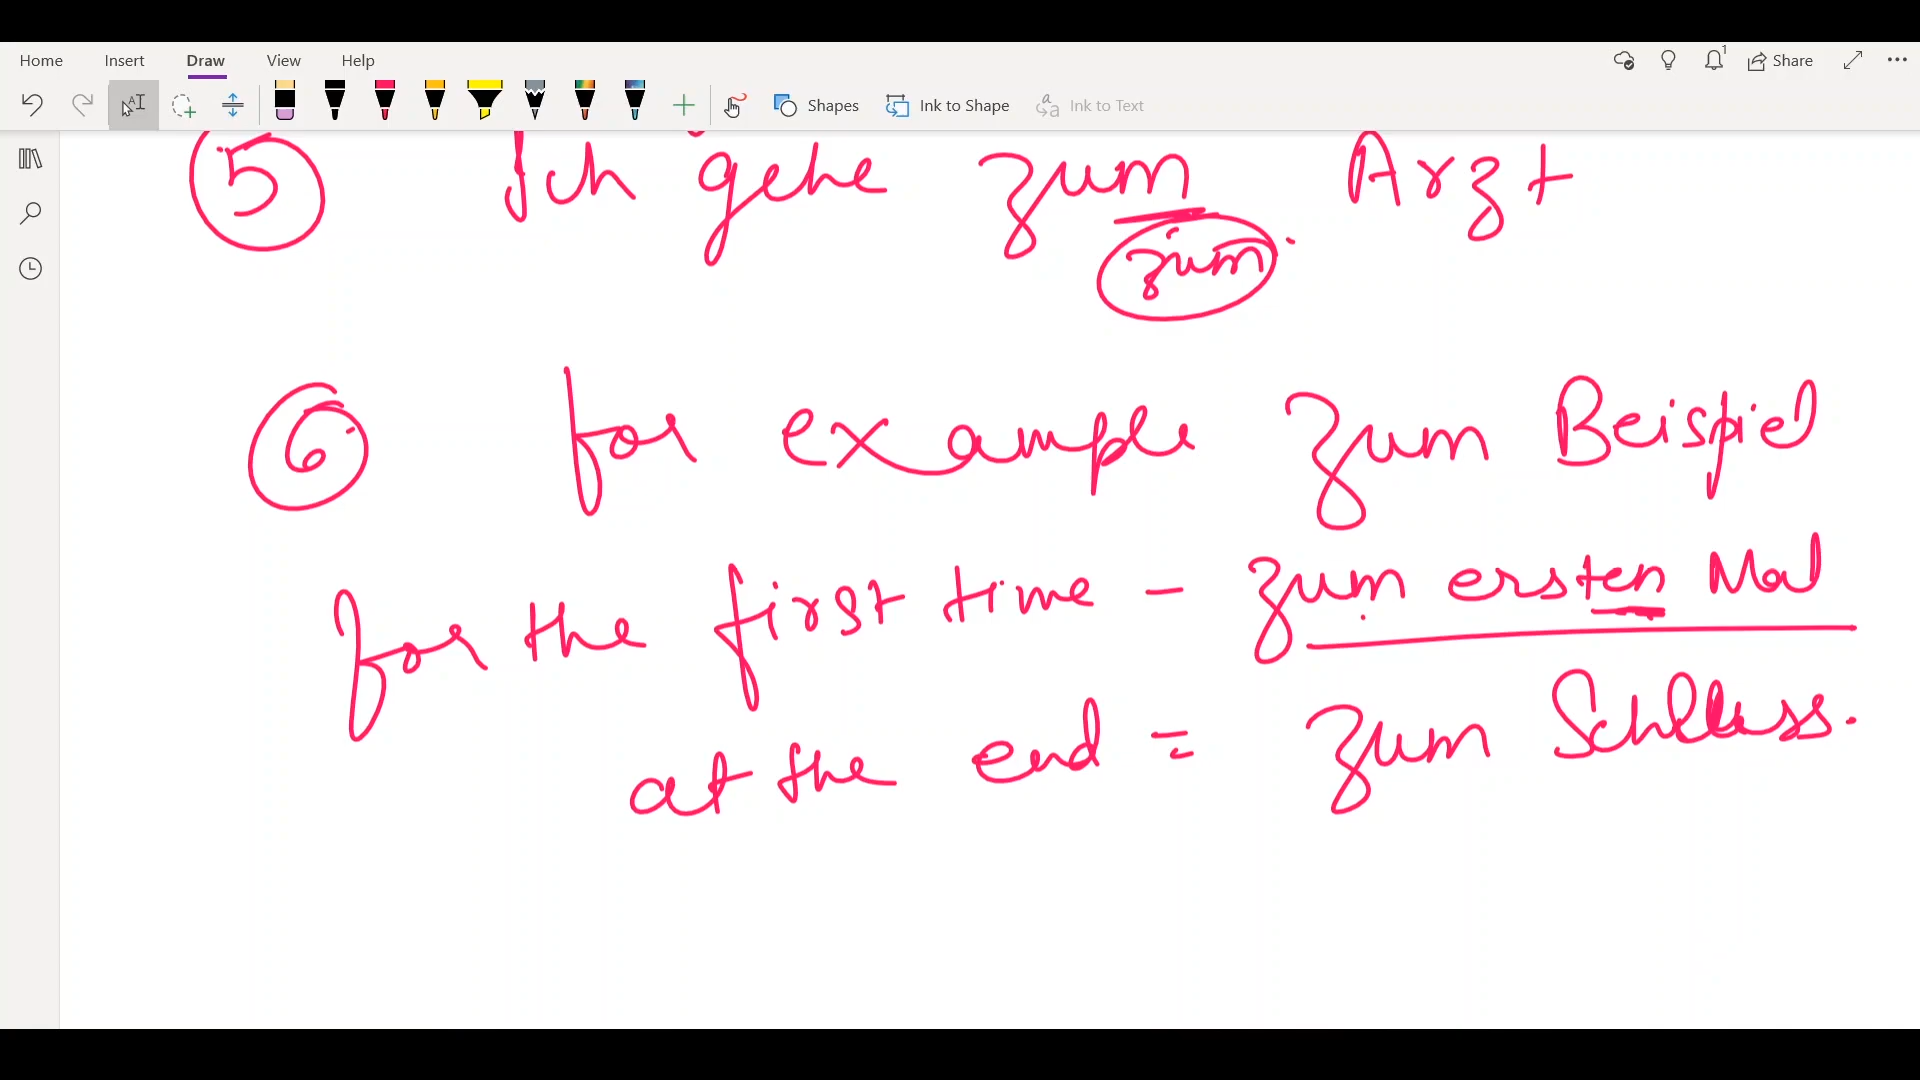 Home Insert Draw View Help 1 Share
Shapes Ink to Shape Ink to Text
5 Ich gehe zum Arzt
zum.
6 for example zum Beispiel
for the first time - zum ersten Mal
at the end = zum Schluss.